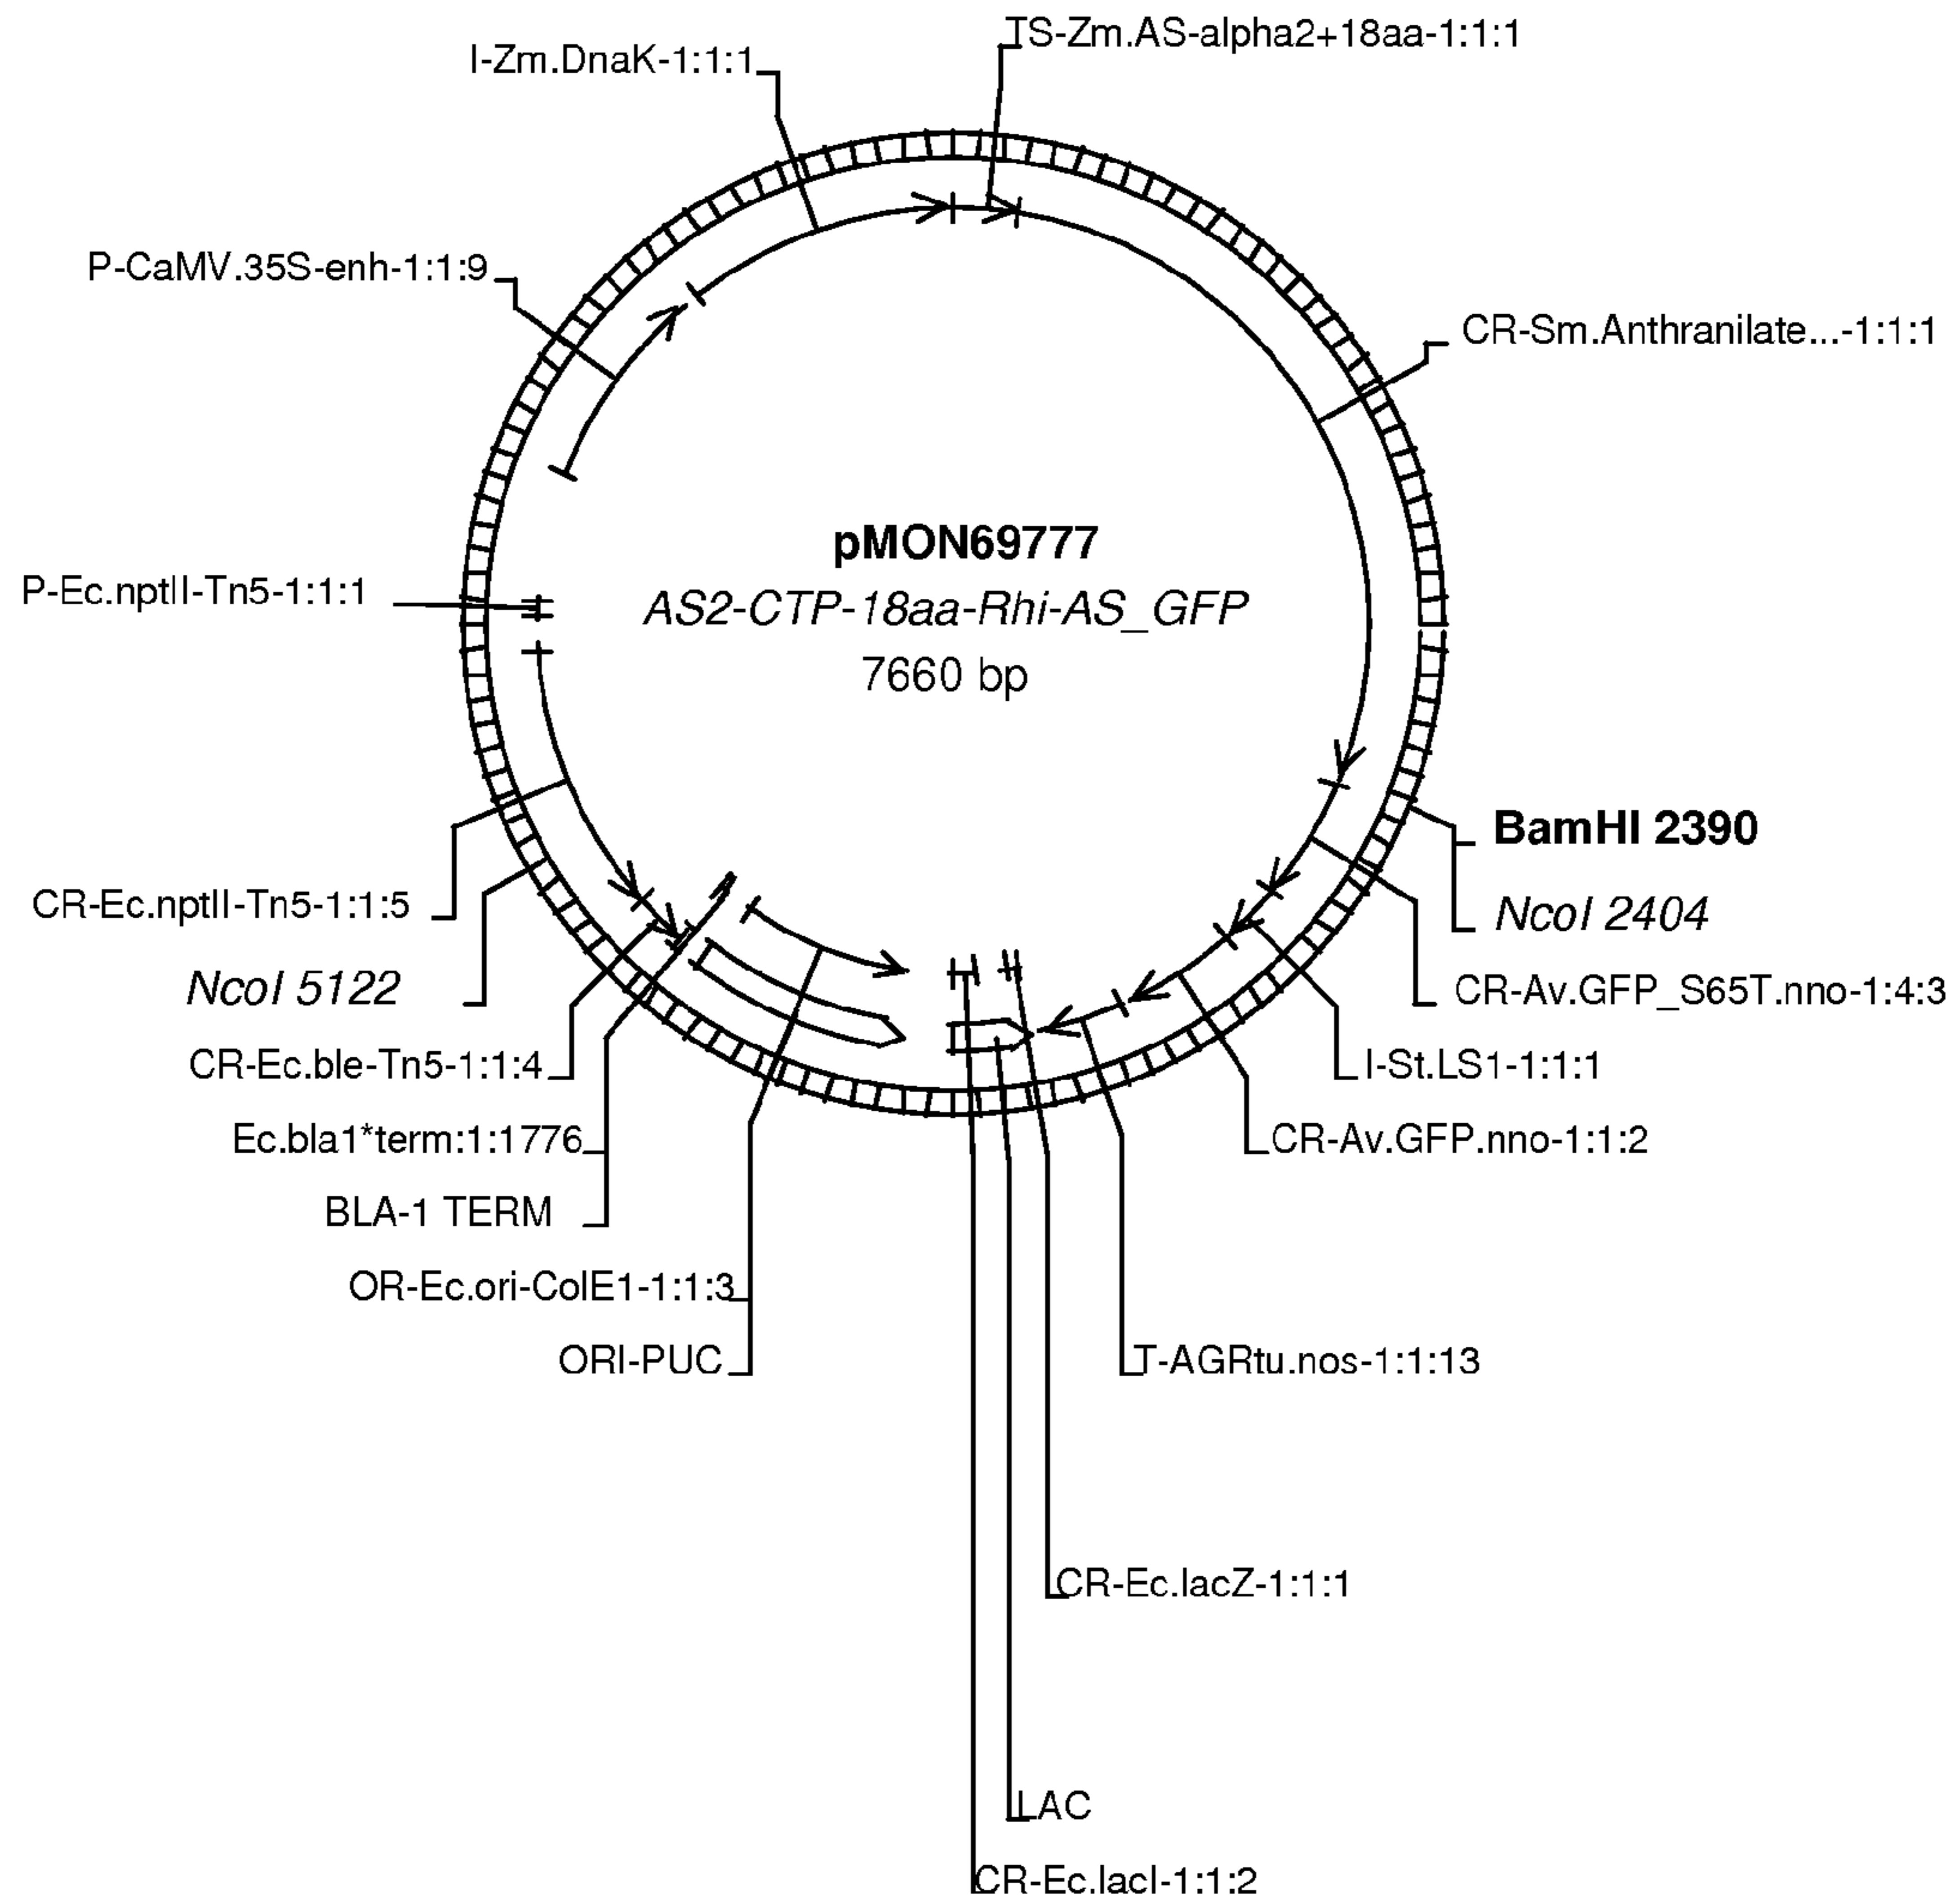 TS-Zm.AS-alpha2+18aa-1:1:1
I-Zm.DnaK-1:1:1
P-CaMV.35S-enh-1:1:9
CR-Sm.Anthranilate...-1:1:1
pMON69777
AS2-CTP-18aa-Rhi-AS_GFP
7660 bp
P-Ec.nptII-Tn5-1:1:1
BamHI 2390
NcoI 2404
CR-Ec.nptII-Tn5-1:1:5
NcoI 5122
CR-Av.GFP_S65T.nno-1:4:3
CR-Ec.ble-Tn5-1:1:4
I-St.LS1-1:1:1
Ec.bla1*term:1:1776
CR-Av.GFP.nno-1:1:2
BLA-1 TERM
OR-Ec.ori-ColE1-1:1:3
ORI-PUC
T-AGRtu.nos-1:1:13
CR-Ec.lacZ-1:1:1
LAC
CR-Ec.lacI-1:1:2